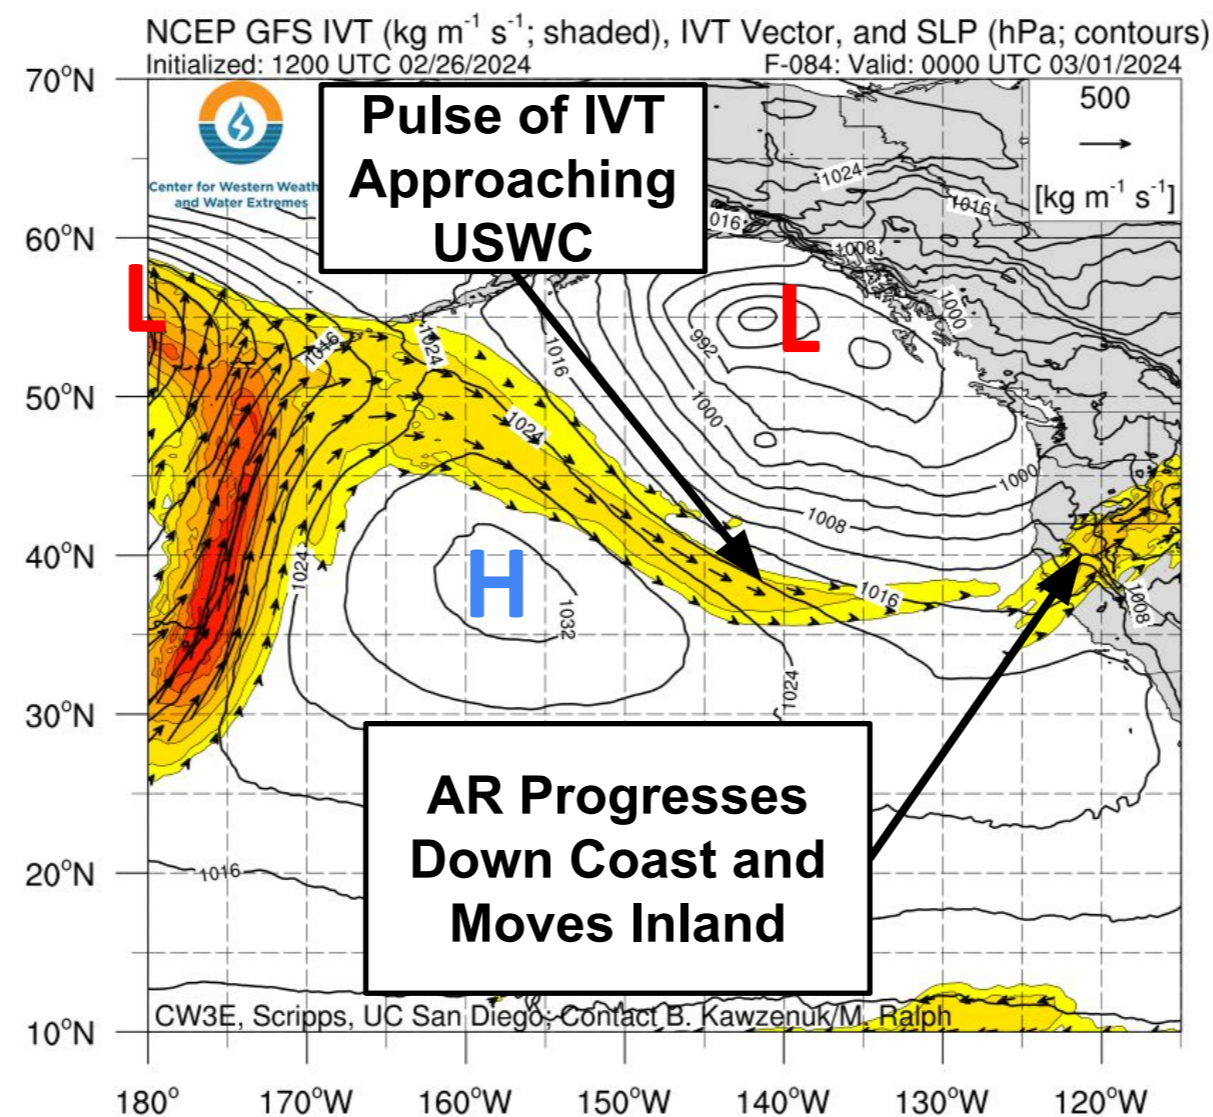 NCEP GFS IVT (kg m⁻¹ s⁻¹; shaded), IVT Vector, and SLP (hPa; contours)
Initialized: 1200 UTC 02/26/2024
F-084: Valid: 0000 UTC 03/01/2024
70°N
500
[kg m⁻¹ s⁻¹]
Center for Western Weath
and Water Extremes
Pulse of IVT
Approaching
USWC
1024
1016
016
1008
60°N
L
L
1000
1016
1024
1016
992
50°N
1000
1024
1000
1008
40°N
H
1024
1032
1016
1008
1024
30°N
AR Progresses
Down Coast and
Moves Inland
20°N
1016
CW3E, Scripps, UC San Diego; Contact B. Kawzenuk/M. Ralph
10°N
180°
170°W
160°W
150°W
140°W
130°W
120°W